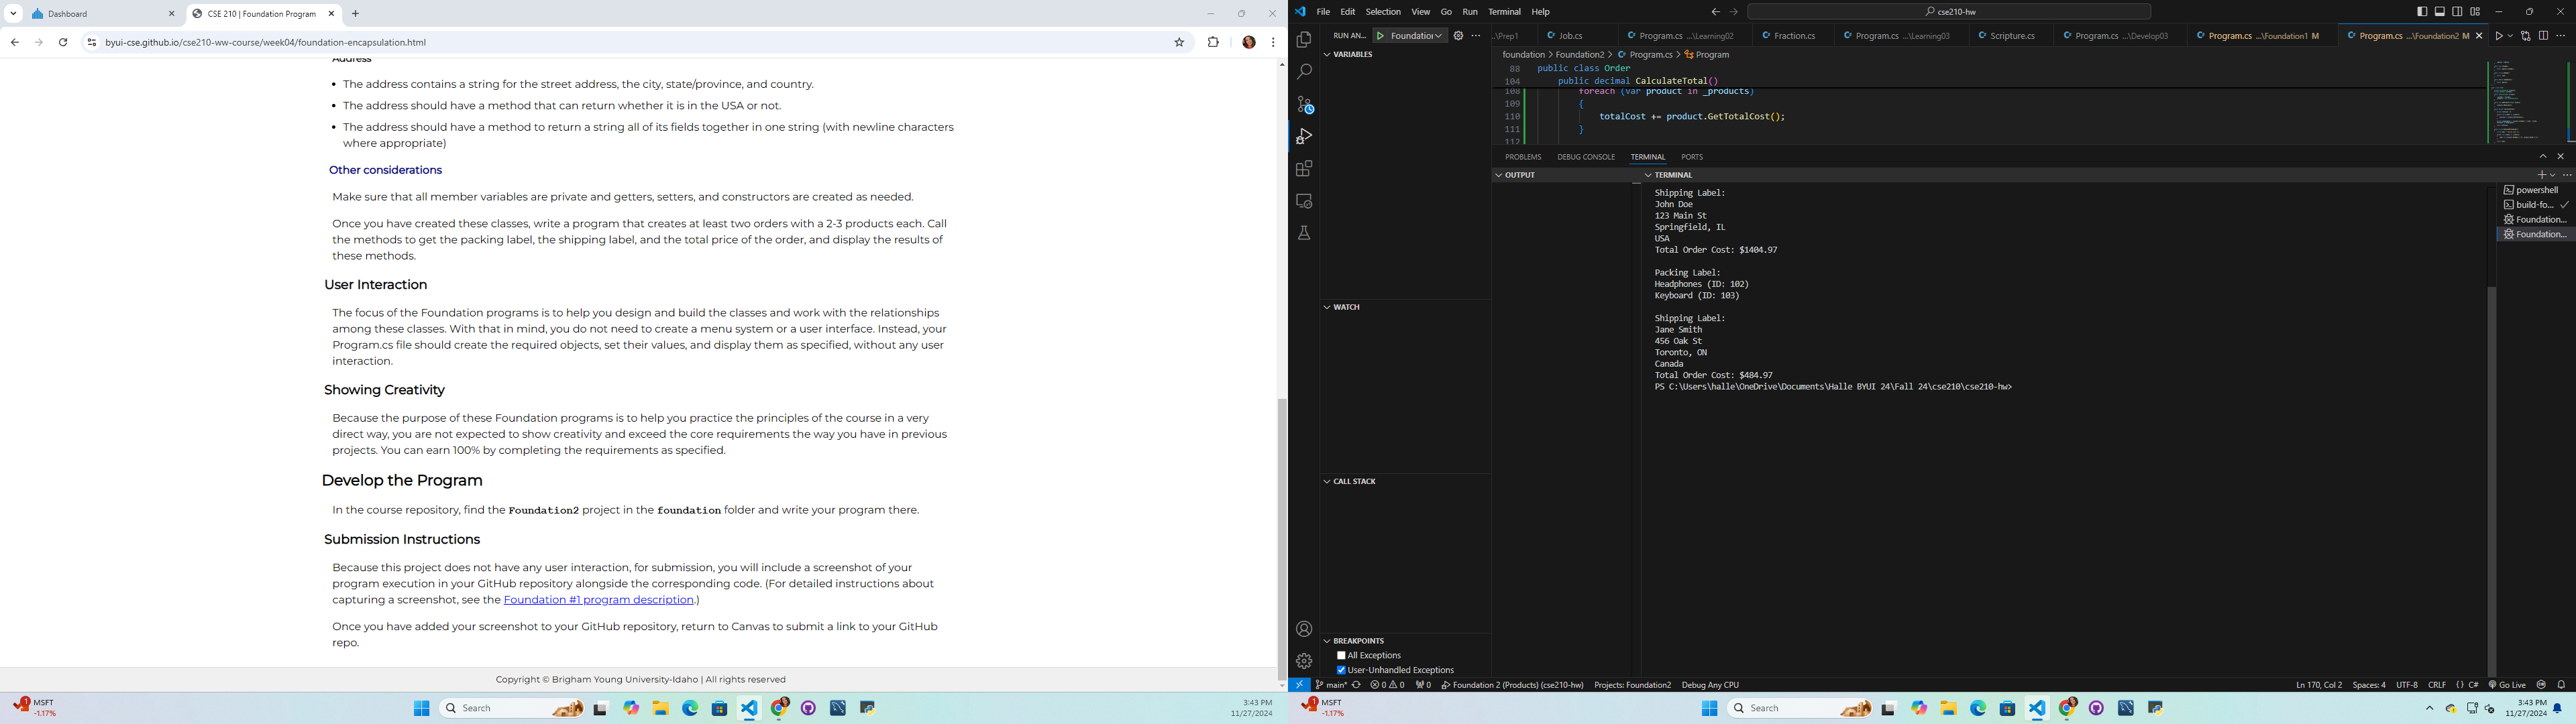 Dashboard
CSE 210 | Foundation Program
byui-cse.github.io/cse210-ww-course/week04/foundation-encapsulation.html
Address
The address contains a string for the street address, the city, state/province, and country.
The address should have a method that can return whether it is in the USA or not.
The address should have a method to return a string all of its fields together in one string (with newline characters
where appropriate)
Other considerations
Make sure that all member variables are private and getters, setters, and constructors are created as needed.
Once you have created these classes, write a program that creates at least two orders with a 2-3 products each. Call
the methods to get the packing label, the shipping label, and the total price of the order, and display the results of
these methods.
User Interaction
The focus of the Foundation programs is to help you design and build the classes and work with the relationships
among these classes. With that in mind, you do not need to create a menu system or a user interface. Instead, your
Program.cs file should create the required objects, set their values, and display them as specified, without any user
interaction.
Showing Creativity
Because the purpose of these Foundation programs is to help you practice the principles of the course in a very
direct way, you are not expected to show creativity and exceed the core requirements the way you have in previous
projects. You can earn 100% by completing the requirements as specified.
Develop the Program
In the course repository, find the Foundation2 project in the foundation folder and write your program there.
Submission Instructions
Because this project does not have any user interaction, for submission, you will include a screenshot of your
program execution in your GitHub repository alongside the corresponding code. (For detailed instructions about
capturing a screenshot, see the Foundation #1 program description.)
Once you have added your screenshot to your GitHub repository, return to Canvas to submit a link to your GitHub
repo.
Copyright © Brigham Young University-Idaho | All rights reserved
1
MSFT
-1.17%
Search
3:43 PM
11/27/2024
File Edit Selection View Go Run Terminal Help
cse210-hw
RUN AN... Foundation
...\Prep1 Job.cs Program.cs ...\Learning02 Fraction.cs Program.cs ...\Learning03 Scripture.cs Program.cs ...\Develop03 Program.cs ...\Foundation1 M Program.cs ...\Foundation2 M
foundation > Foundation2 > Program.cs > Program
88 public class Order
104 public decimal CalculateTotal()
108 foreach (var product in _products)
109 {
110 totalCost += product.GetTotalCost();
111 }
112
VARIABLES
WATCH
CALL STACK
BREAKPOINTS
All Exceptions
User-Unhandled Exceptions
PROBLEMS DEBUG CONSOLE TERMINAL PORTS
OUTPUT
TERMINAL
Shipping Label:
John Doe
123 Main St
Springfield, IL
USA
Total Order Cost: $1404.97
Packing Label:
Headphones (ID: 102)
Keyboard (ID: 103)
Shipping Label:
Jane Smith
456 Oak St
Toronto, ON
Canada
Total Order Cost: $484.97
PS C:\Users\halle\OneDrive\Documents\Halle BYUI 24\Fall 24\cse210\cse210-hw>
powershell
build-fo...
Foundation...
Foundation...
main* 0 0 0 Foundation 2 (Products) (cse210-hw) Projects: Foundation2 Debug Any CPU
Ln 170, Col 2 Spaces: 4 UTF-8 CRLF {} C# Go Live
1
MSFT
-1.17%
Search
3:43 PM
11/27/2024